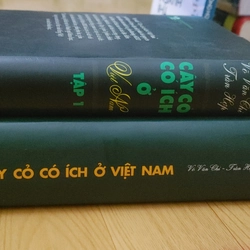 CÂY CỎ
CÓ ÍCH
Ở
Việt Nam
TẬP 1
Võ Văn Chi
Trần Hợp
Y CỎ CÓ ÍCH Ở VIỆT NAM
Võ Văn Chi - Trần H